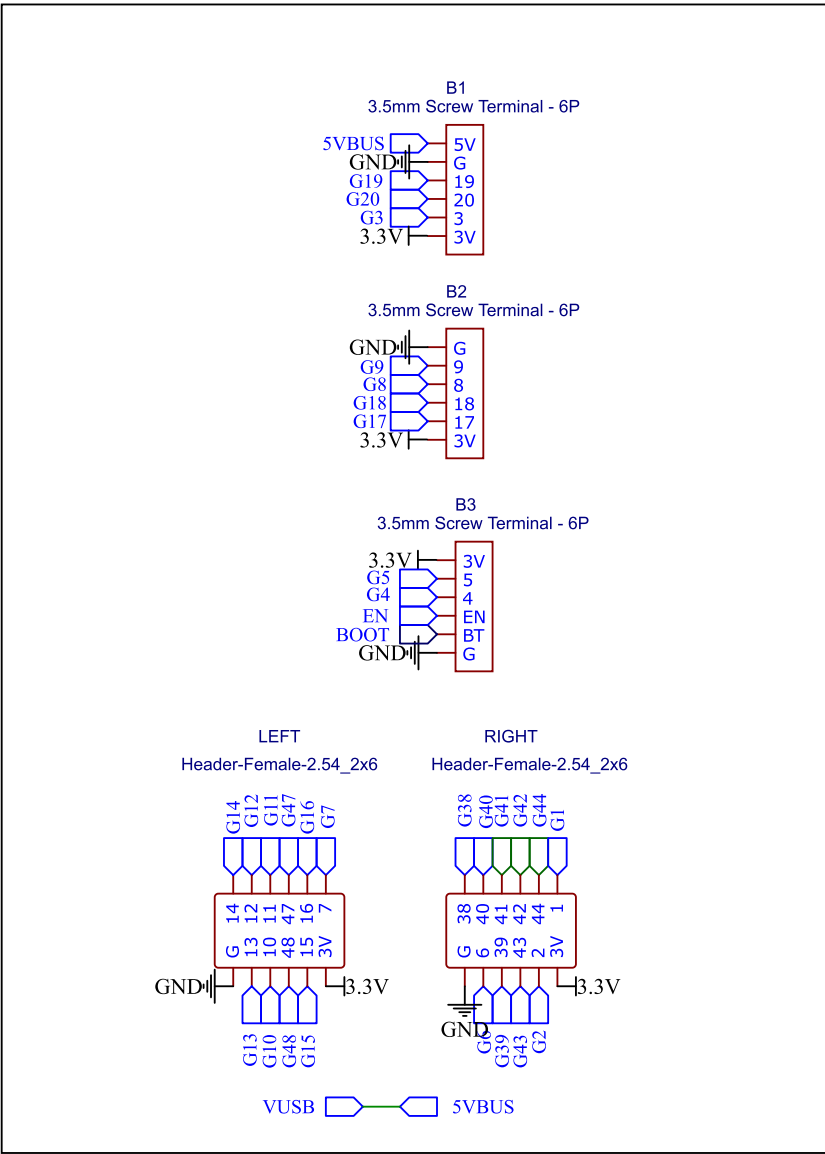 B1
3.5mm Screw Terminal - 6P
5VBUS 5V
GND G
G19 19
G20 20
G3 3
3.3V 3V
B2
3.5mm Screw Terminal - 6P
GND G
G9 9
G8 8
G18 18
G17 17
3.3V 3V
B3
3.5mm Screw Terminal - 6P
3.3V 3V
G5 5
G4 4
EN EN
BOOT BT
GND G
LEFT
Header-Female-2.54_2x6
G14 G12 G11 G47 G16 G7
14 12 11 47 16 7
G 13 10 48 15 3V
GND 3.3V
G13 G10 G48 G15
RIGHT
Header-Female-2.54_2x6
G38 G40 G41 G42 G44 G1
38 40 41 42 44 1
G 6 39 43 2 3V
3.3V
GND
G6 G39 G43 G2
VUSB 5VBUS